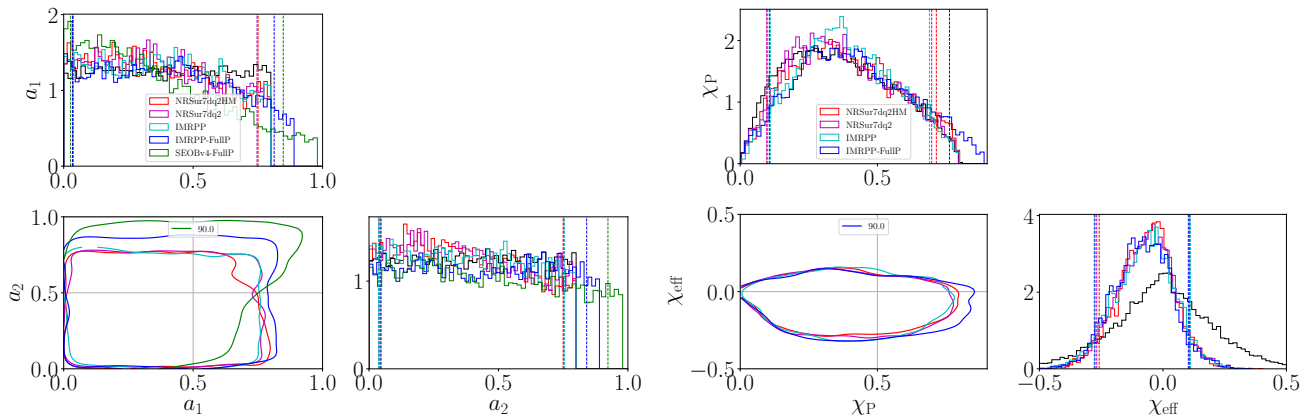 2
1
0
a₁
0.0
0.5
1.0
NRSur7dq2HM
NRSur7dq2
IMRPP
IMRPP-FullP
SEOBv4-FullP
1.0
0.5
0.0
a₂
90.0
0.0
0.5
1.0
a₁
1
0
0.0
0.5
1.0
a₂
2
1
0
χP
0.0
0.5
NRSur7dq2HM
NRSur7dq2
IMRPP
IMRPP-FullP
0.5
0.0
−0.5
χeff
90.0
0.0
0.5
χP
4
2
0
−0.5
0.0
0.5
χeff